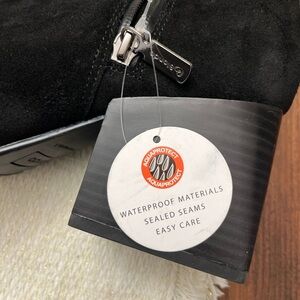 AQUAPROTECT
AQUAPROTECT
WATERPROOF MATERIALS
SEALED SEAMS
EASY CARE